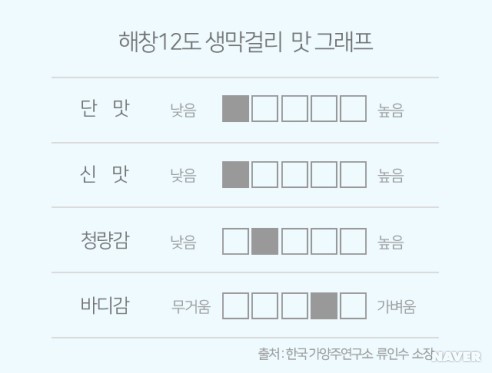 해창12도 생막걸리 맛 그래프
단 맛 낮음 높음
신 맛 낮음 높음
청량감 낮음 높음
바디감 무거움 가벼움
출처 : 한국가양주연구소 류인수 소장
NAVER